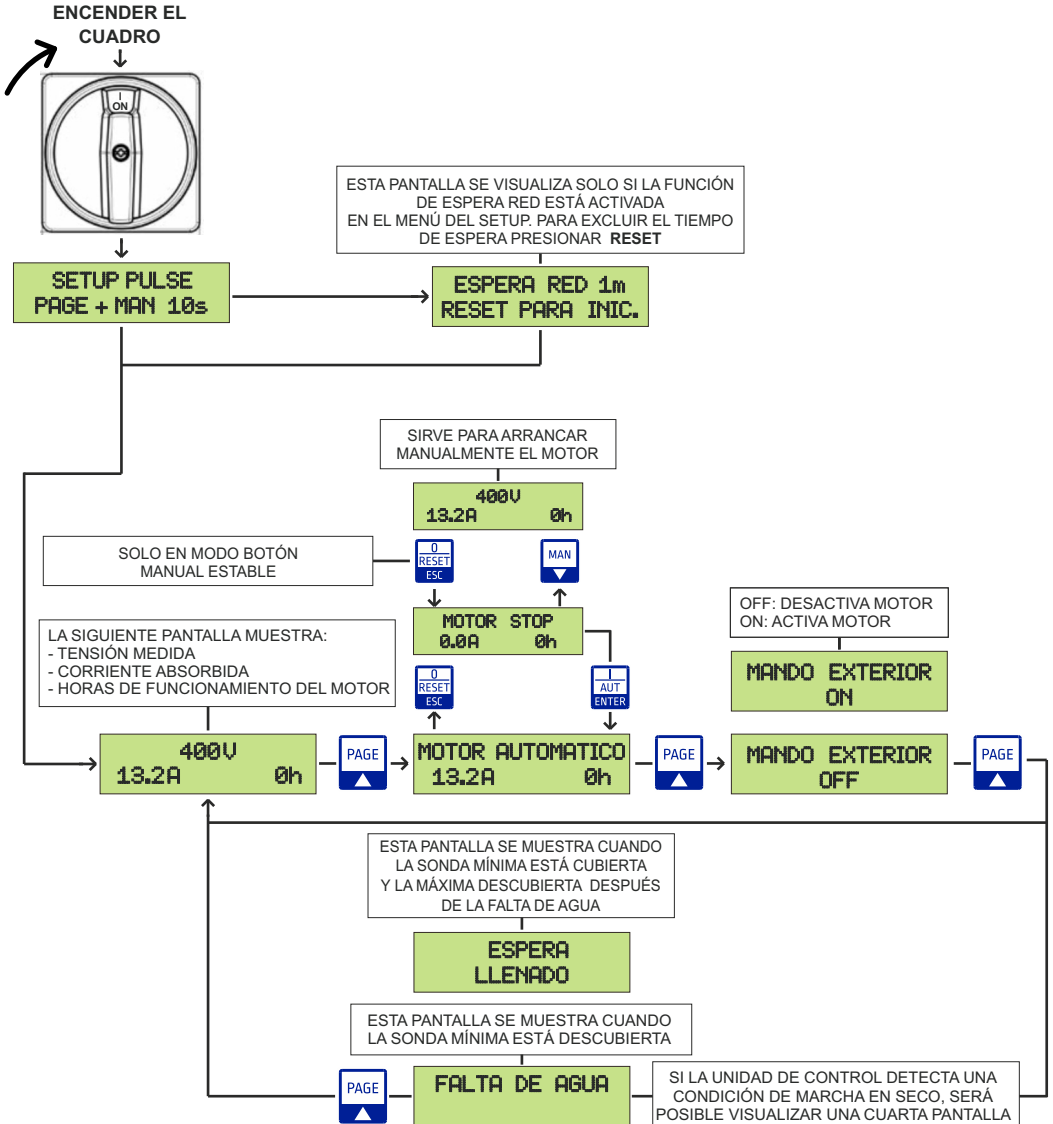 ENCENDER EL
CUADRO
I
ON
ESTA PANTALLA SE VISUALIZA SOLO SI LA FUNCIÓN
DE ESPERA RED ESTÁ ACTIVADA
EN EL MENÚ DEL SETUP. PARA EXCLUIR EL TIEMPO
DE ESPERA PRESIONAR RESET
SETUP PULSE
PAGE + MAN 10s
ESPERA RED 1m
RESET PARA INIC.
SIRVE PARA ARRANCAR
MANUALMENTE EL MOTOR
400V
13.2A 0h
SOLO EN MODO BOTÓN
MANUAL ESTABLE
0
RESET
ESC
MAN
MOTOR STOP
0.0A 0h
OFF: DESACTIVA MOTOR
ON: ACTIVA MOTOR
LA SIGUIENTE PANTALLA MUESTRA:
- TENSIÓN MEDIDA
- CORRIENTE ABSORBIDA
- HORAS DE FUNCIONAMIENTO DEL MOTOR
0
RESET
ESC
I
AUT
ENTER
MANDO EXTERIOR
ON
400V
13.2A 0h
PAGE
MOTOR AUTOMATICO
13.2A 0h
PAGE
MANDO EXTERIOR
OFF
PAGE
ESTA PANTALLA SE MUESTRA CUANDO
LA SONDA MÍNIMA ESTÁ CUBIERTA
Y LA MÁXIMA DESCUBIERTA DESPUÉS
DE LA FALTA DE AGUA
ESPERA
LLENADO
ESTA PANTALLA SE MUESTRA CUANDO
LA SONDA MÍNIMA ESTÁ DESCUBIERTA
PAGE
FALTA DE AGUA
SI LA UNIDAD DE CONTROL DETECTA UNA
CONDICIÓN DE MARCHA EN SECO, SERÁ
POSIBLE VISUALIZAR UNA CUARTA PANTALLA